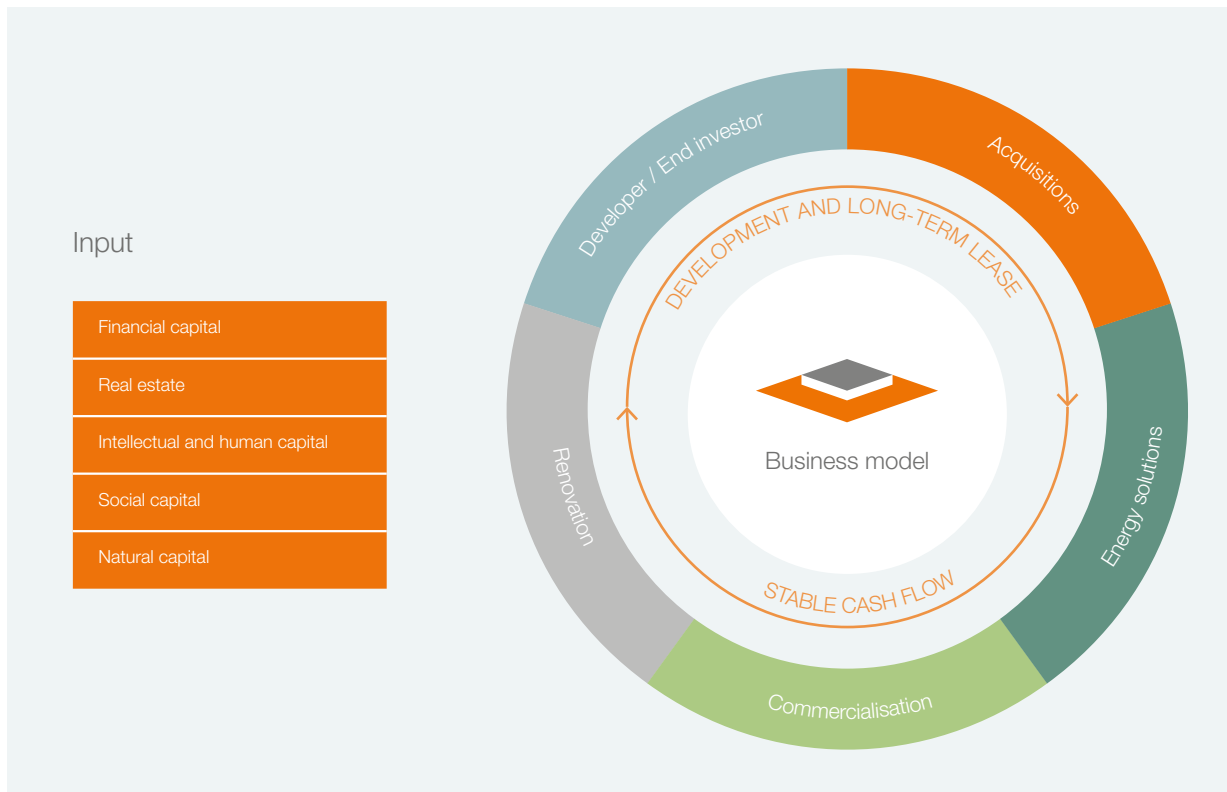 Input
Financial capital
Real estate
Intellectual and human capital
Social capital
Natural capital
Developer / End investor
Acquisitions
Energy solutions
Commercialisation
Renovation
DEVELOPMENT AND LONG-TERM LEASE
STABLE CASH FLOW
Business model